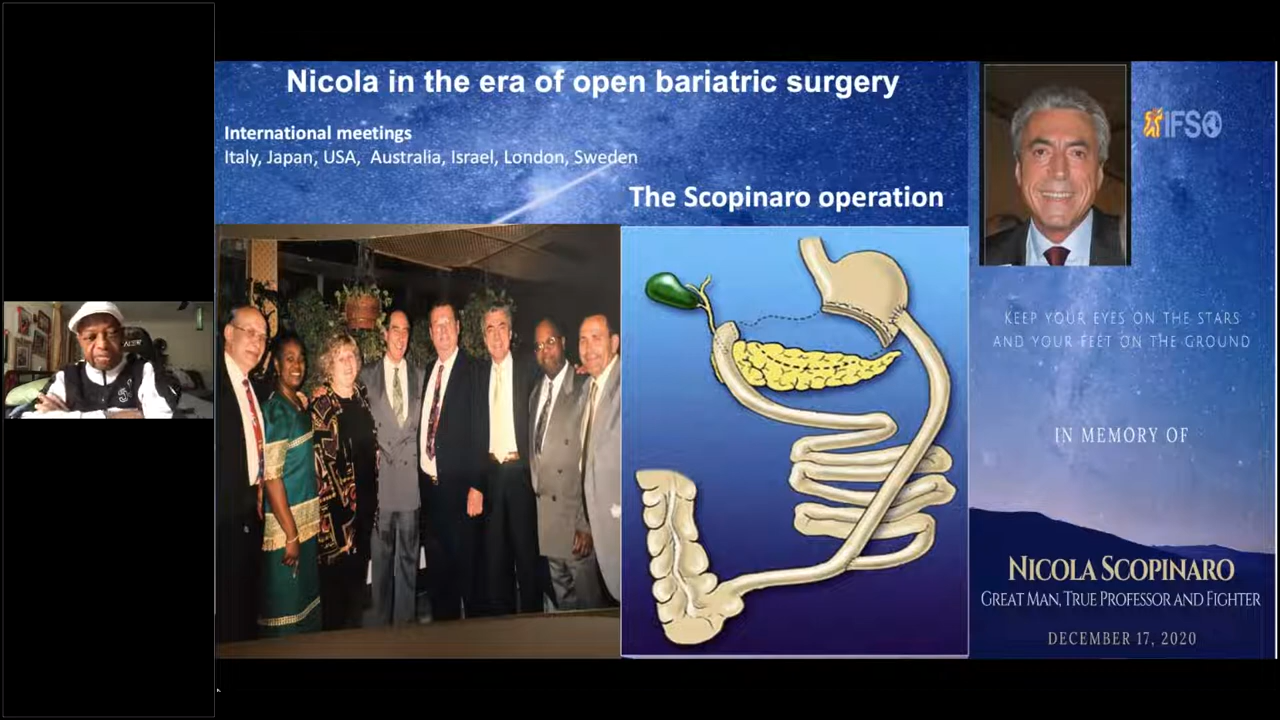 Nicola in the era of open bariatric surgery
International meetings
Italy, Japan, USA, Australia, Israel, London, Sweden
The Scopinaro operation
IFSO
KEEP YOUR EYES ON THE STARS
AND YOUR FEET ON THE GROUND
IN MEMORY OF
NICOLA SCOPINARO
GREAT MAN, TRUE PROFESSOR AND FIGHTER
DECEMBER 17, 2020